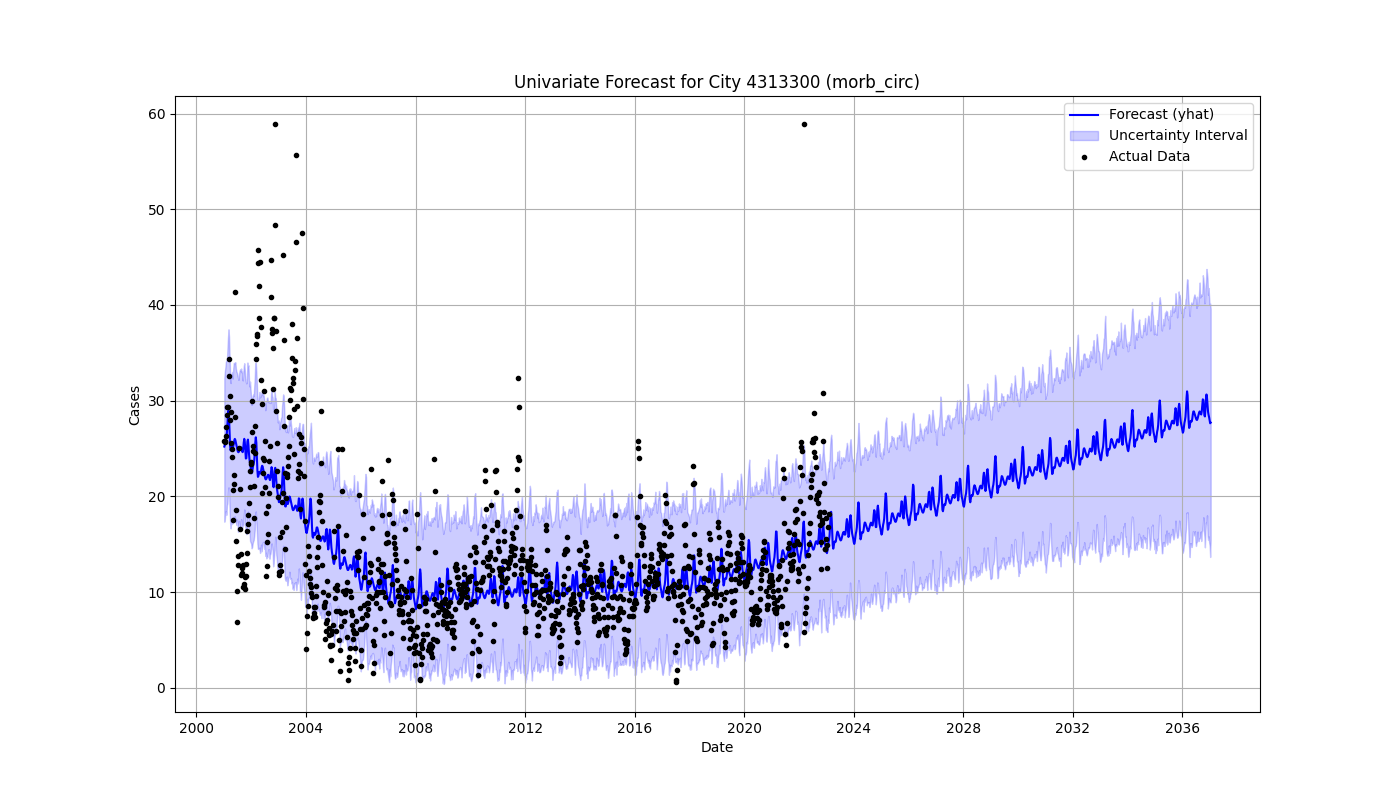 Univariate Forecast for City 4313300 (morb_circ)
Forecast (yhat)
Uncertainty Interval
Actual Data
Cases
60
50
40
30
20
10
0
2000 2004 2008 2012 2016 2020 2024 2028 2032 2036
Date